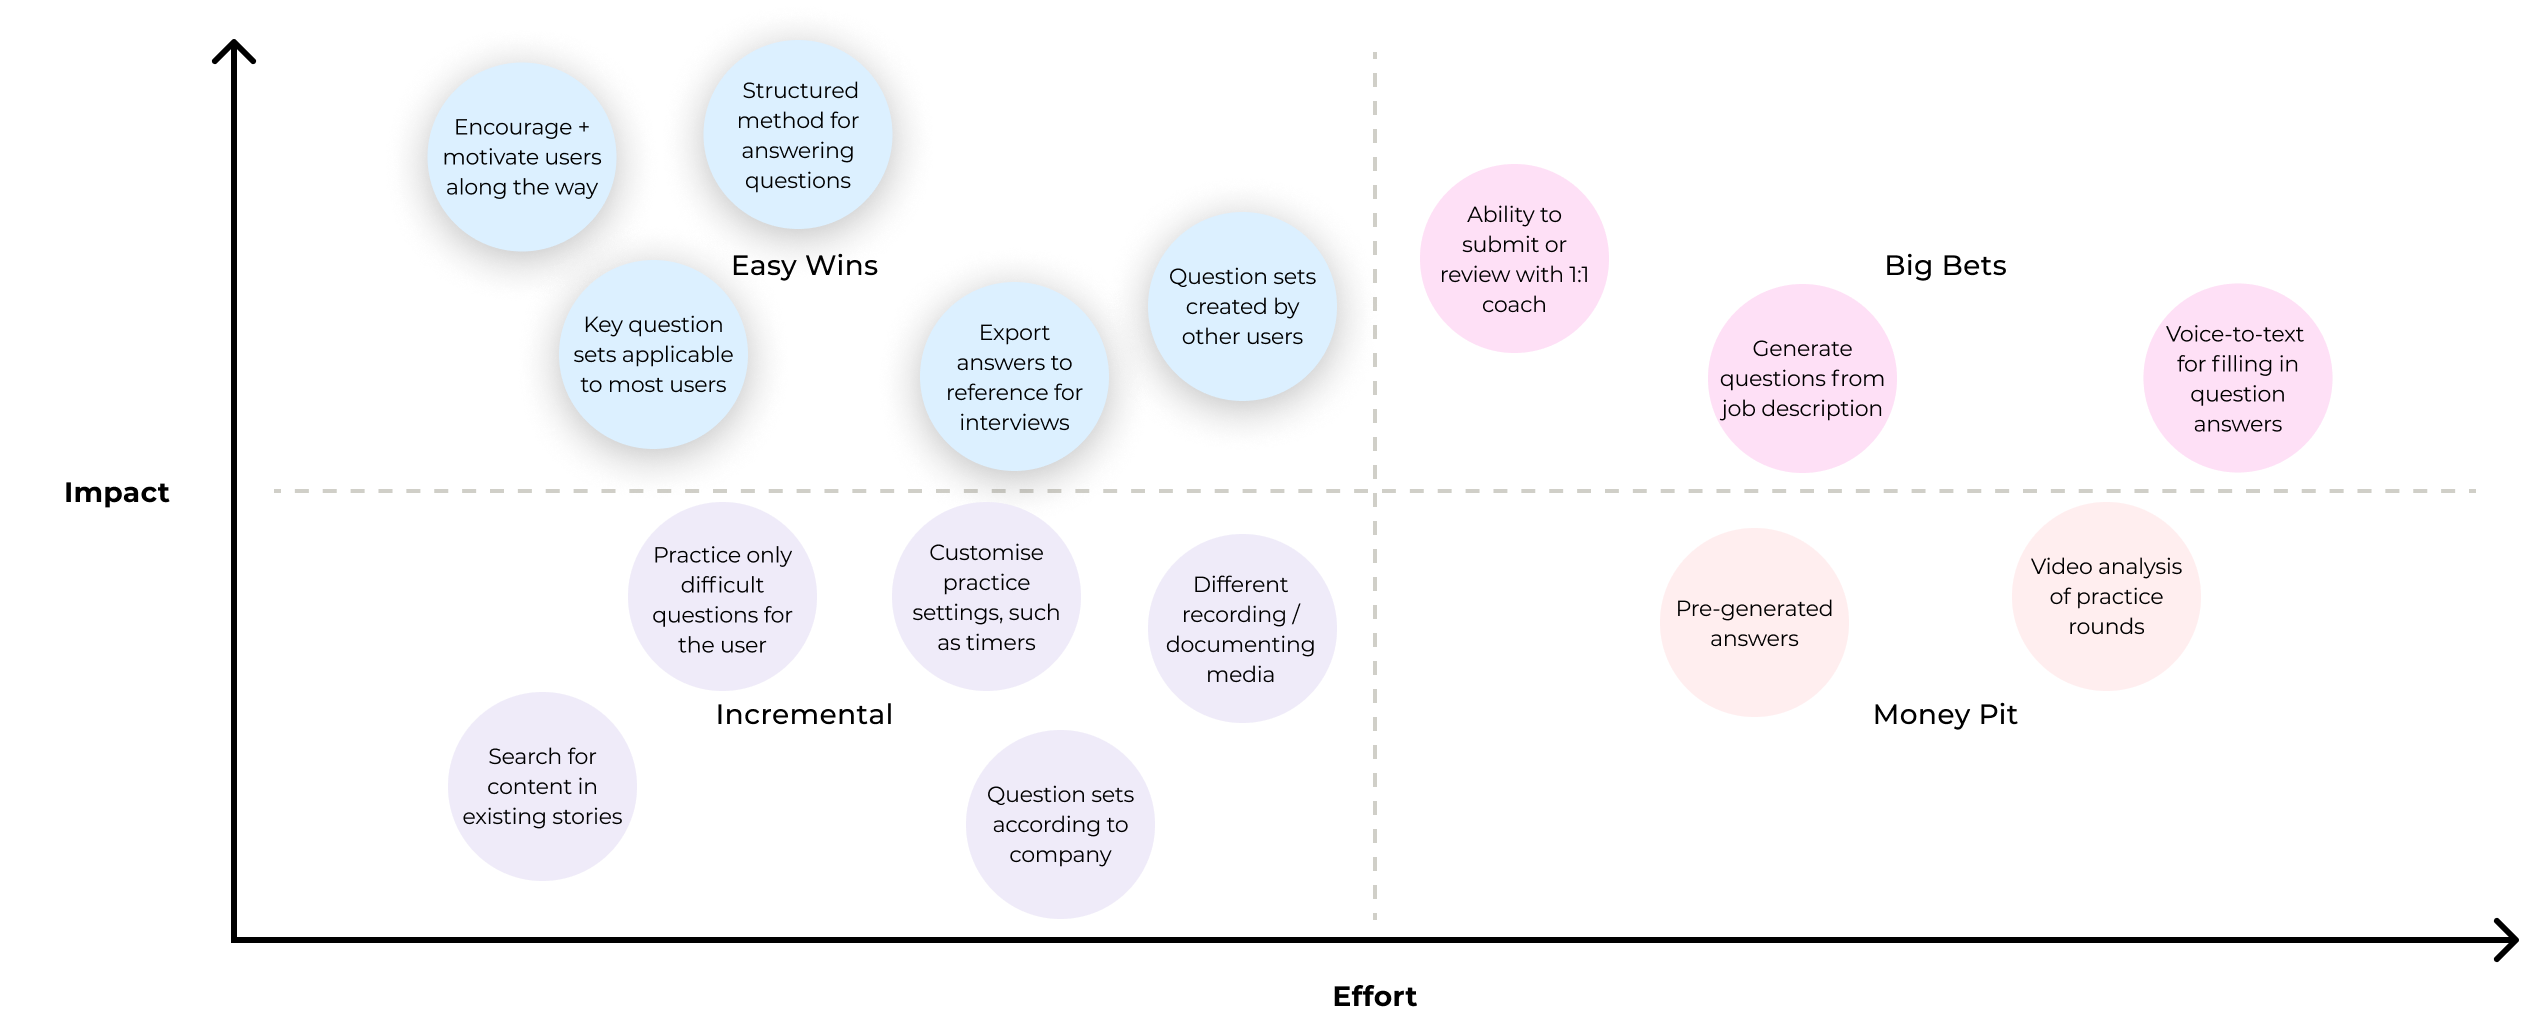 Encourage +
motivate users
along the way
Structured
method for
answering
questions
Easy Wins
Key question
sets applicable
to most users
Export
answers to
reference for
interviews
Question sets
created by
other users
Ability to
submit or
review with 1:1
coach
Big Bets
Generate
questions from
job description
Voice-to-text
for filling in
question
answers
Impact
Practice only
difficult
questions for
the user
Customise
practice
settings, such
as timers
Different
recording /
documenting
media
Incremental
Search for
content in
existing stories
Question sets
according to
company
Pre-generated
answers
Video analysis
of practice
rounds
Money Pit
Effort